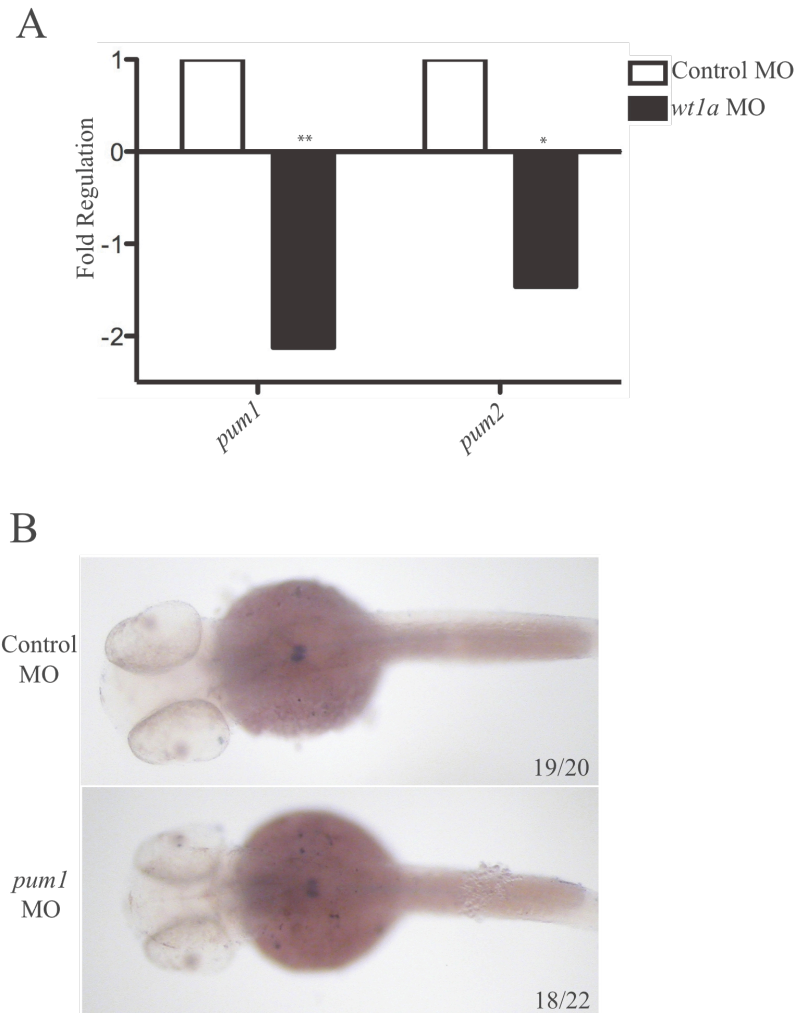 A
1
0
-1
-2
Fold Regulation
**
*
Control MO
wt1a MO
pum1
pum2
B
Control
MO
19/20
pum1
MO
18/22